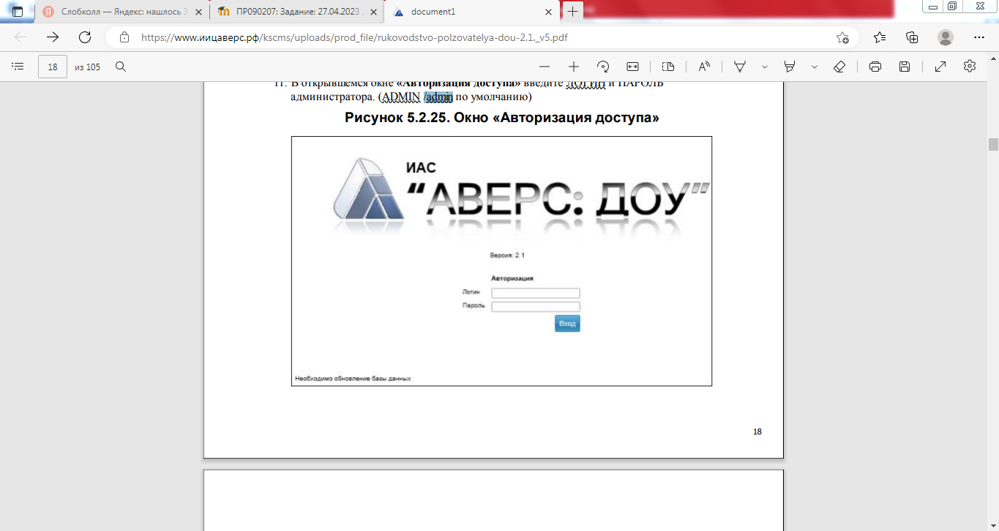 Слобколл — Яндекс: нашлось
ПР090207: Задание: 27.04.2023
document1
https://www.иицаверс.рф/kscms/uploads/prod_file/rukovodstvo-polzovatelya-dou-2.1._v5.pdf
18 из 105
11. В открывшемся окне «Авторизация доступа» введите ЛОГИН и ПАРОЛЬ
администратора. (ADMIN /admin по умолчанию)
Рисунок 5.2.25. Окно «Авторизация доступа»
ИАС
"АВЕРС: ДОУ"
Версия: 2.1
Авторизация
Логин
Пароль
Вход
Необходимо обновление базы данных
18